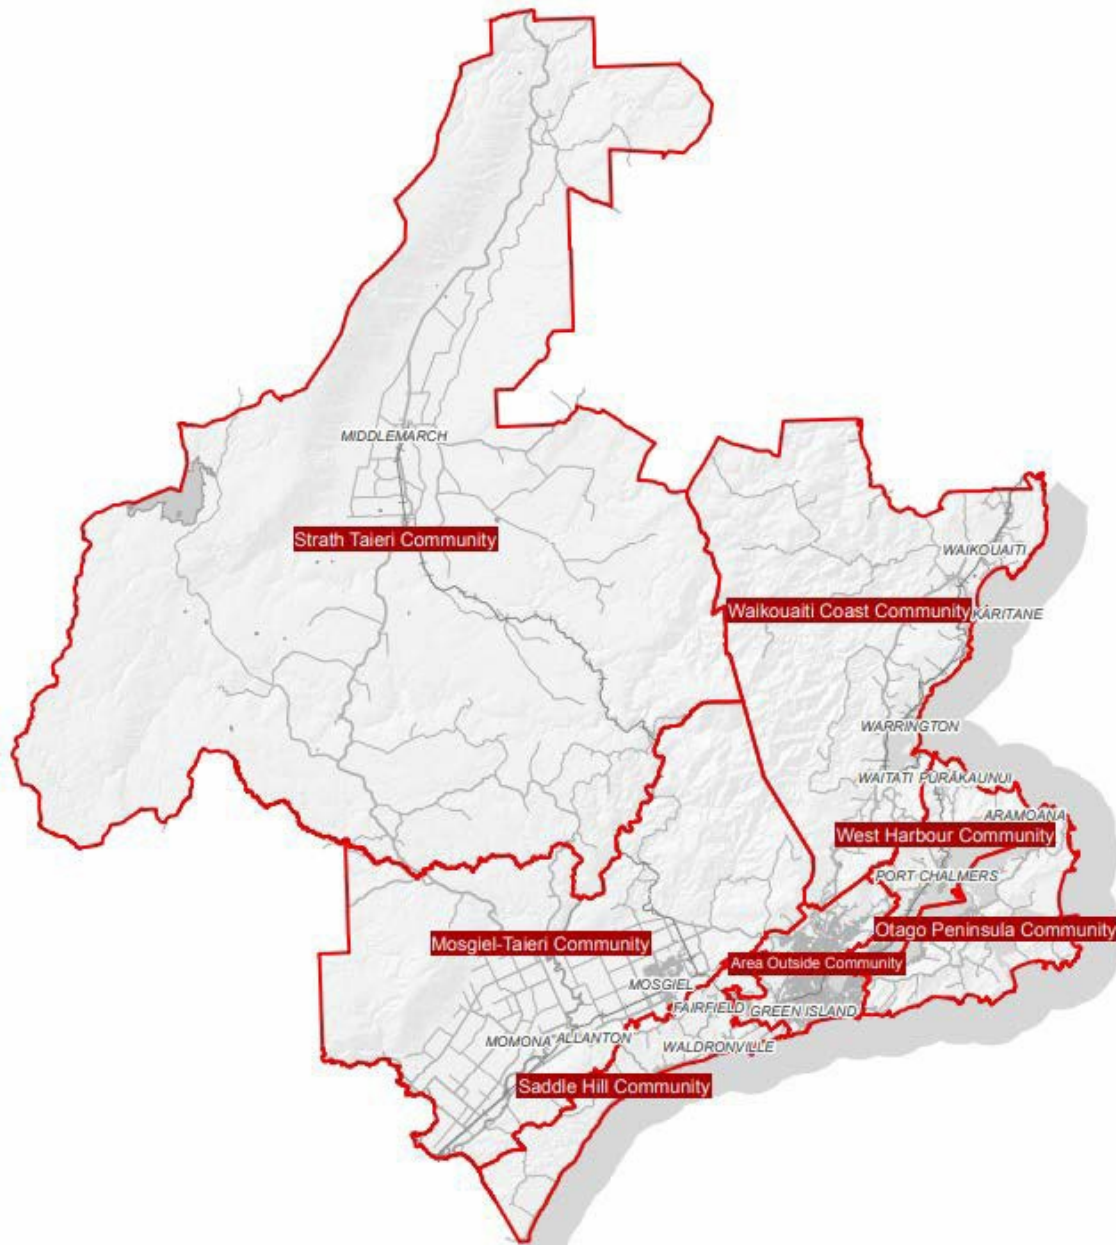 MIDDLEMARCH
Strath Taieri Community
WAIKOUAITI
Waikouaiti Coast Community
KĀRITANE
WARRINGTON
WAITATI
PŪRĀKAUNUI
ARAMOANA
West Harbour Community
PORT CHALMERS
Otago Peninsula Community
Mosgiel-Taieri Community
Area Outside Community
MOSGIEL
FAIRFIELD
GREEN ISLAND
MOMONA
ALLANTON
WALDRONVILLE
Saddle Hill Community